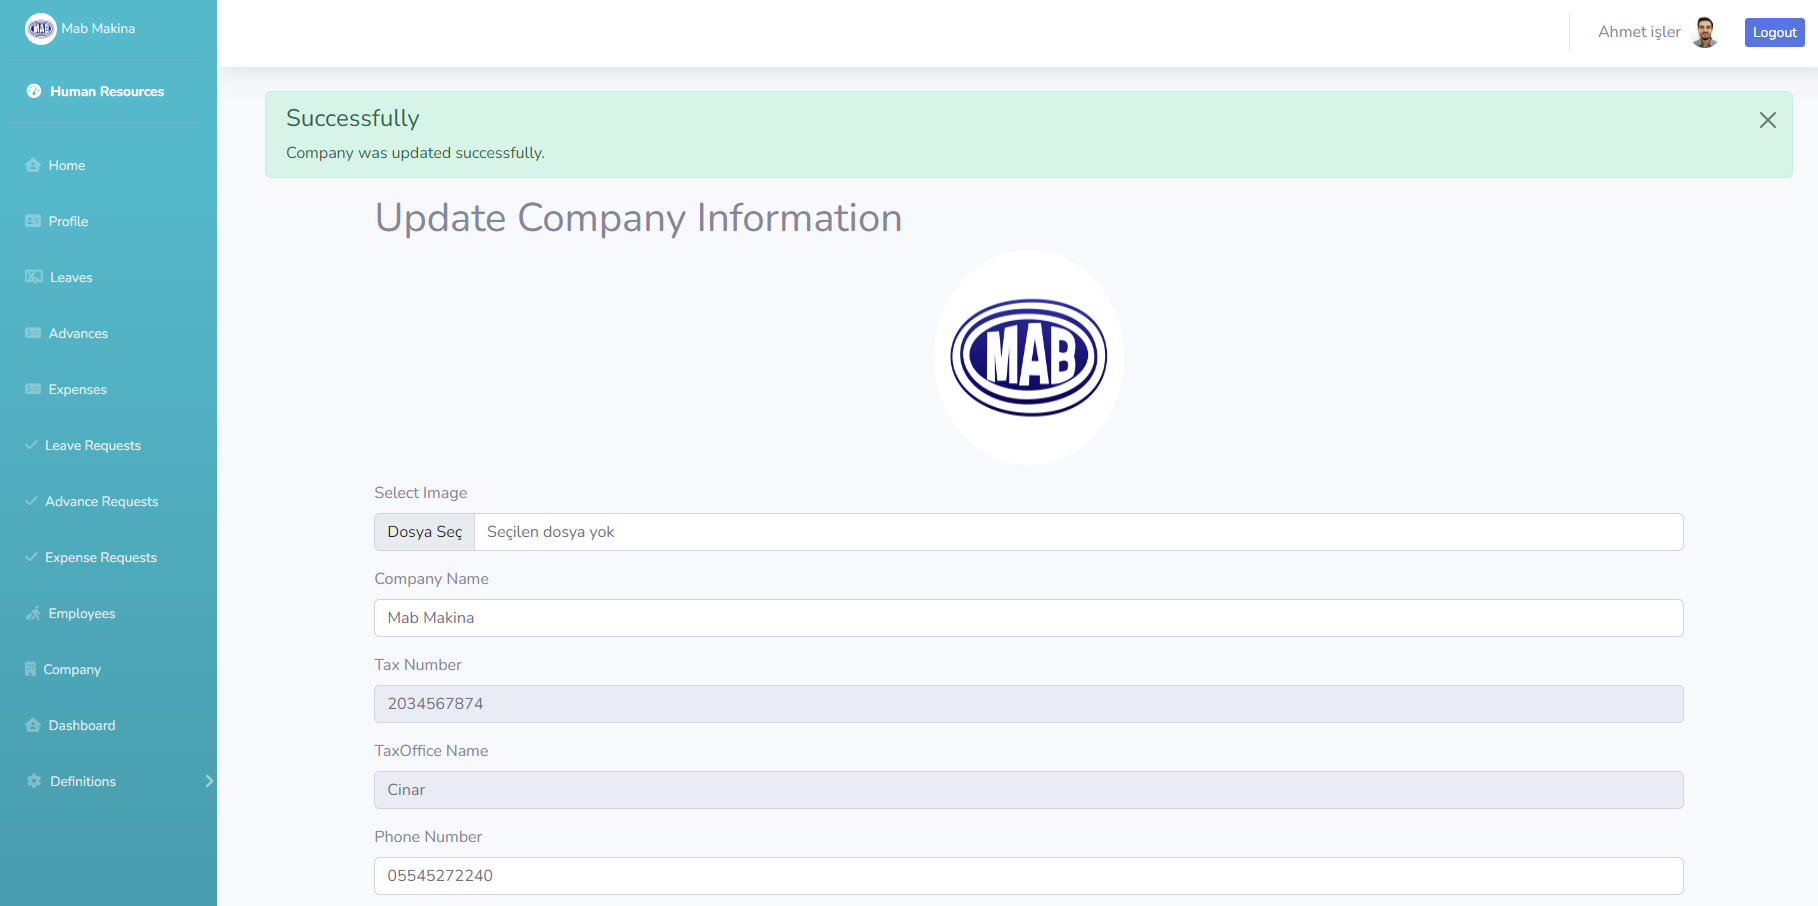 MAB Mab Makina
Human Resources
Home
Profile
Leaves
Advances
Expenses
Leave Requests
Advance Requests
Expense Requests
Employees
Company
Dashboard
Definitions
Ahmet işler
Logout
Successfully
Company was updated successfully.
Update Company Information
MAB
Select Image
Dosya Seç Seçilen dosya yok
Company Name
Mab Makina
Tax Number
2034567874
TaxOffice Name
Cinar
Phone Number
05545272240